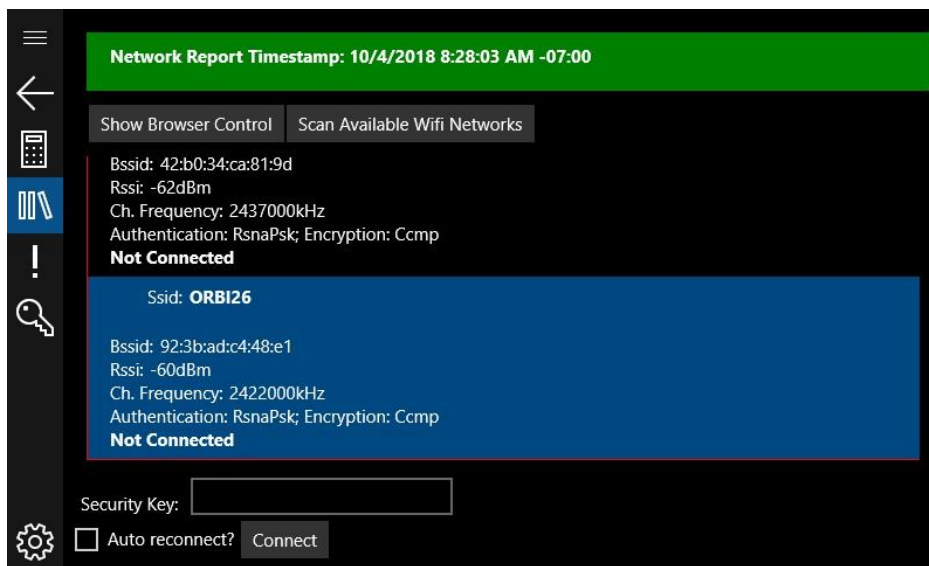 Network Report Timestamp: 10/4/2018 8:28:03 AM -07:00
Show Browser Control Scan Available Wifi Networks
Bssid: 42:b0:34:ca:81:9d
Rssi: -62dBm
Ch. Frequency: 2437000kHz
Authentication: RsnaPsk; Encryption: Ccmp
Not Connected
Ssid: ORBI26
Bssid: 92:3b:ad:c4:48:e1
Rssi: -60dBm
Ch. Frequency: 2422000kHz
Authentication: RsnaPsk; Encryption: Ccmp
Not Connected
Security Key:
Auto reconnect? Connect